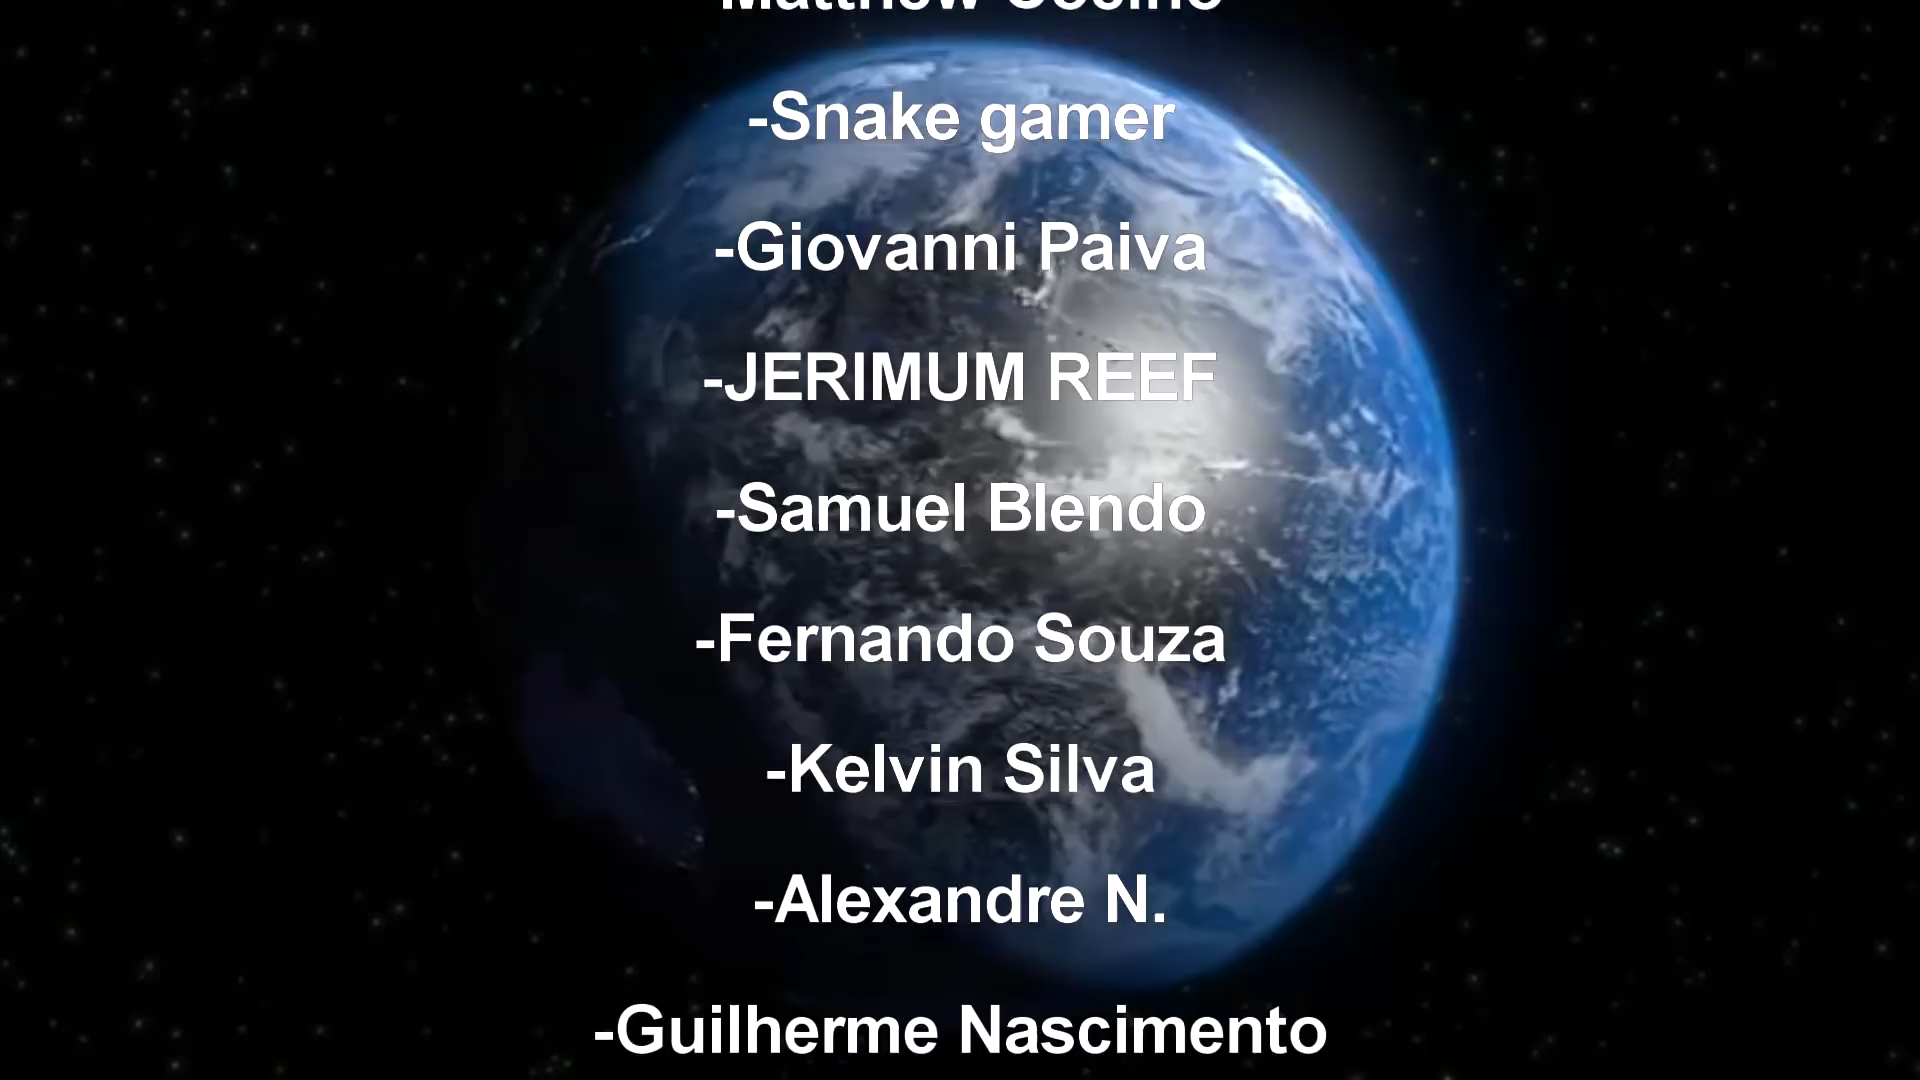 -Snake gamer
-Giovanni Paiva
-JERIMUM REEF
-Samuel Blendo
-Fernando Souza
-Kelvin Silva
-Alexandre N.
-Guilherme Nascimento